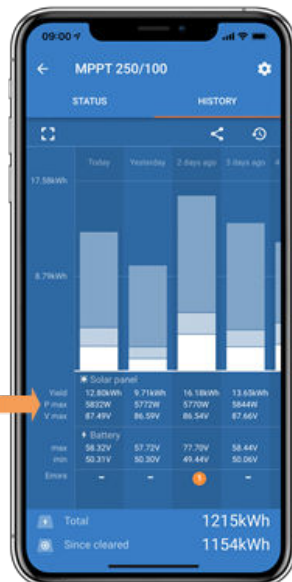 09:00
MPPT 250/100
STATUS HISTORY
Today Yesterday 2 days ago 3 days ago 4
17.58kWh
8.79kWh
Solar panel
Yield 12.80kWh 9.71kWh 16.18kWh 13.65kWh
P max 5832W 5772W 5770W 5844W
V max 87.49V 86.59V 86.54V 87.66V
Battery
max 58.32V 57.72V 77.70V 58.44V
min 50.31V 50.30V 49.44V 50.06V
Errors - - 1 -
Total 1215kWh
Since cleared 1154kWh